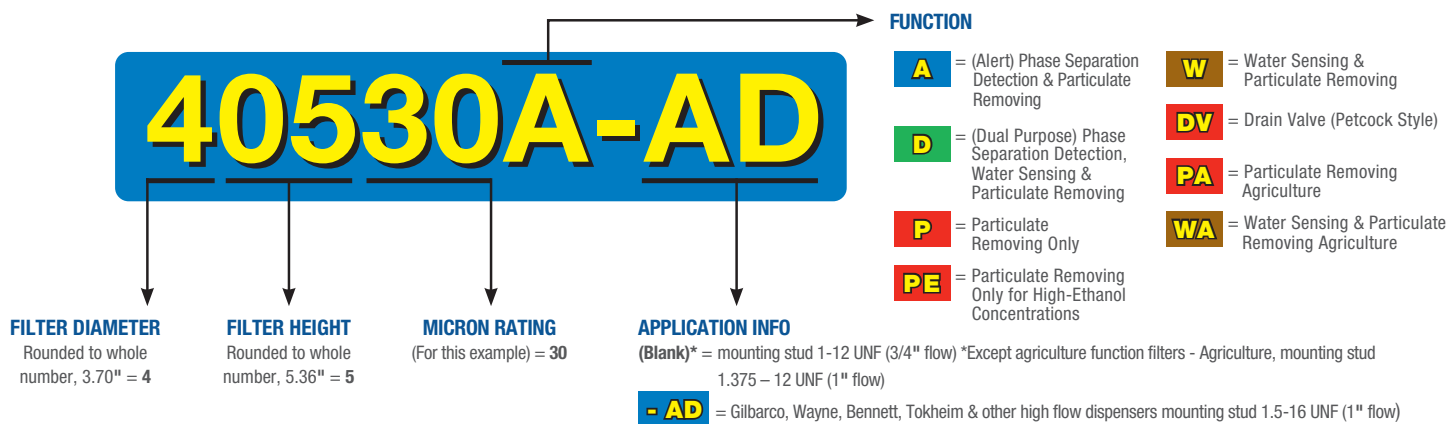 FUNCTION
40530A-AD
A = (Alert) Phase Separation
Detection & Particulate
Removing
D = (Dual Purpose) Phase
Separation Detection,
Water Sensing &
Particulate Removing
P = Particulate
Removing Only
PE = Particulate Removing
Only for High-Ethanol
Concentrations
W = Water Sensing &
Particulate Removing
DV = Drain Valve (Petcock Style)
PA = Particulate Removing
Agriculture
WA = Water Sensing & Particulate
Removing Agriculture
FILTER DIAMETER
Rounded to whole
number, 3.70" = 4
FILTER HEIGHT
Rounded to whole
number, 5.36" = 5
MICRON RATING
(For this example) = 30
APPLICATION INFO
(Blank)* = mounting stud 1-12 UNF (3/4" flow) *Except agriculture function filters - Agriculture, mounting stud
1.375 – 12 UNF (1" flow)
- AD = Gilbarco, Wayne, Bennett, Tokheim & other high flow dispensers mounting stud 1.5-16 UNF (1" flow)